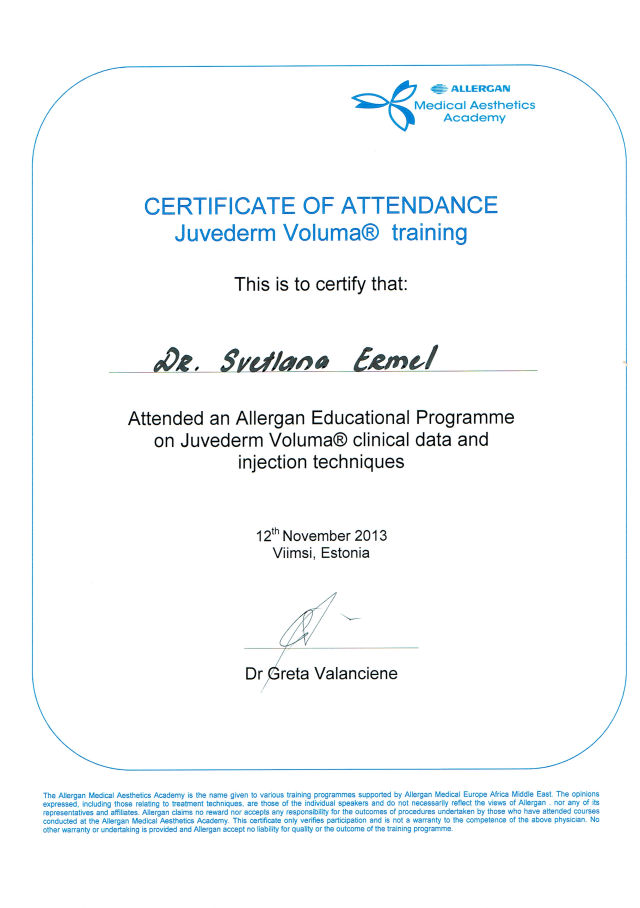 ALLERGAN
Medical Aesthetics
Academy
CERTIFICATE OF ATTENDANCE
Juvederm Voluma® training
This is to certify that:
Dr. Svetlana Ermel
Attended an Allergan Educational Programme
on Juvederm Voluma® clinical data and
injection techniques
12th November 2013
Viimsi, Estonia
Dr Greta Valanciene
The Allergan Medical Aesthetics Academy is the name given to various training programmes supported by Allergan Medical Europe Africa Middle East. The opinions
expressed, including those relating to treatment techniques, are those of the individual speakers and do not necessarily reflect the views of Allergan . nor any of its
representatives and affiliates. Allergan claims no reward nor accepts any responsibility for the outcomes of procedures undertaken by those who have attended courses
conducted at the Allergan Medical Aesthetics Academy. This certificate only verifies participation and is not a warranty to the competence of the above physician. No
other warranty or undertaking is provided and Allergan accept no liability for quality or the outcome of the training programme.